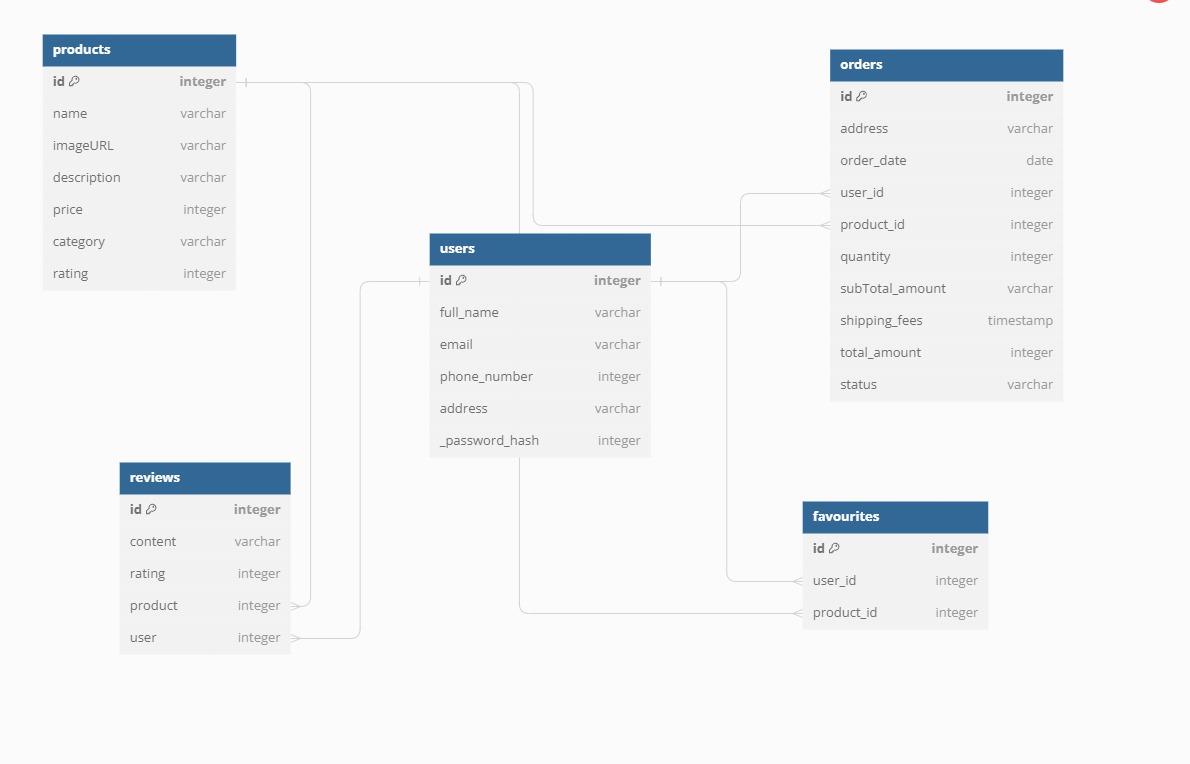 products
id integer
name varchar
imageURL varchar
description varchar
price integer
category varchar
rating integer
orders
id integer
address varchar
order_date date
user_id integer
product_id integer
quantity integer
subTotal_amount varchar
shipping_fees timestamp
total_amount integer
status varchar
users
id integer
full_name varchar
email varchar
phone_number integer
address varchar
_password_hash integer
reviews
id integer
content varchar
rating integer
product integer
user integer
favourites
id integer
user_id integer
product_id integer